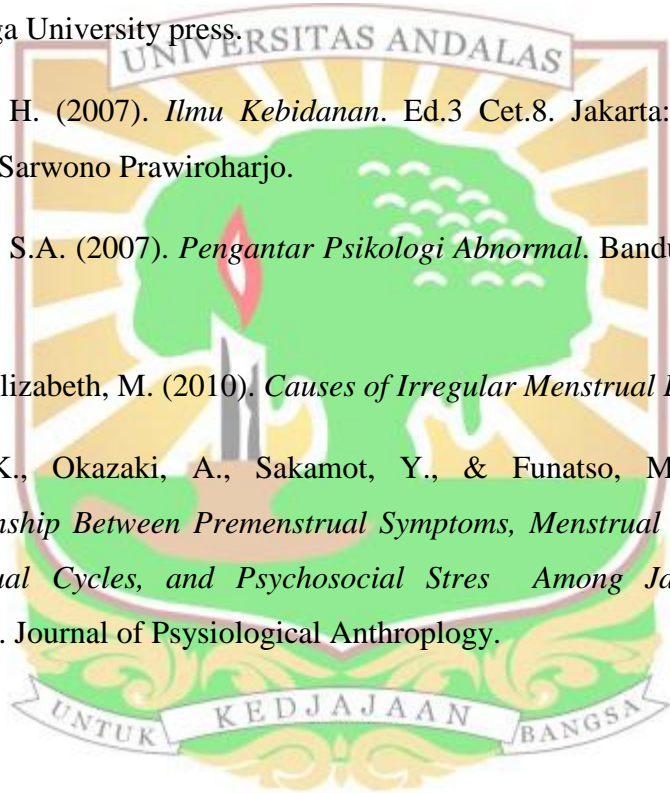 ga University press.
UNIVERSITAS ANDALAS
H. (2007). Ilmu Kebidanan. Ed.3 Cet.8. Jakarta:
Sarwono Prawiroharjo.
S.A. (2007). Pengantar Psikologi Abnormal. Bandu
lizabeth, M. (2010). Causes of Irregular Menstrual
K., Okazaki, A., Sakamot, Y., & Funatso, M
nship Between Premenstrual Symptoms, Menstrual
ual Cycles, and Psychosocial Stres Among Ja
. Journal of Psysiological Anthroplogy.
UNTUK KEDJAJAAN BANGSA